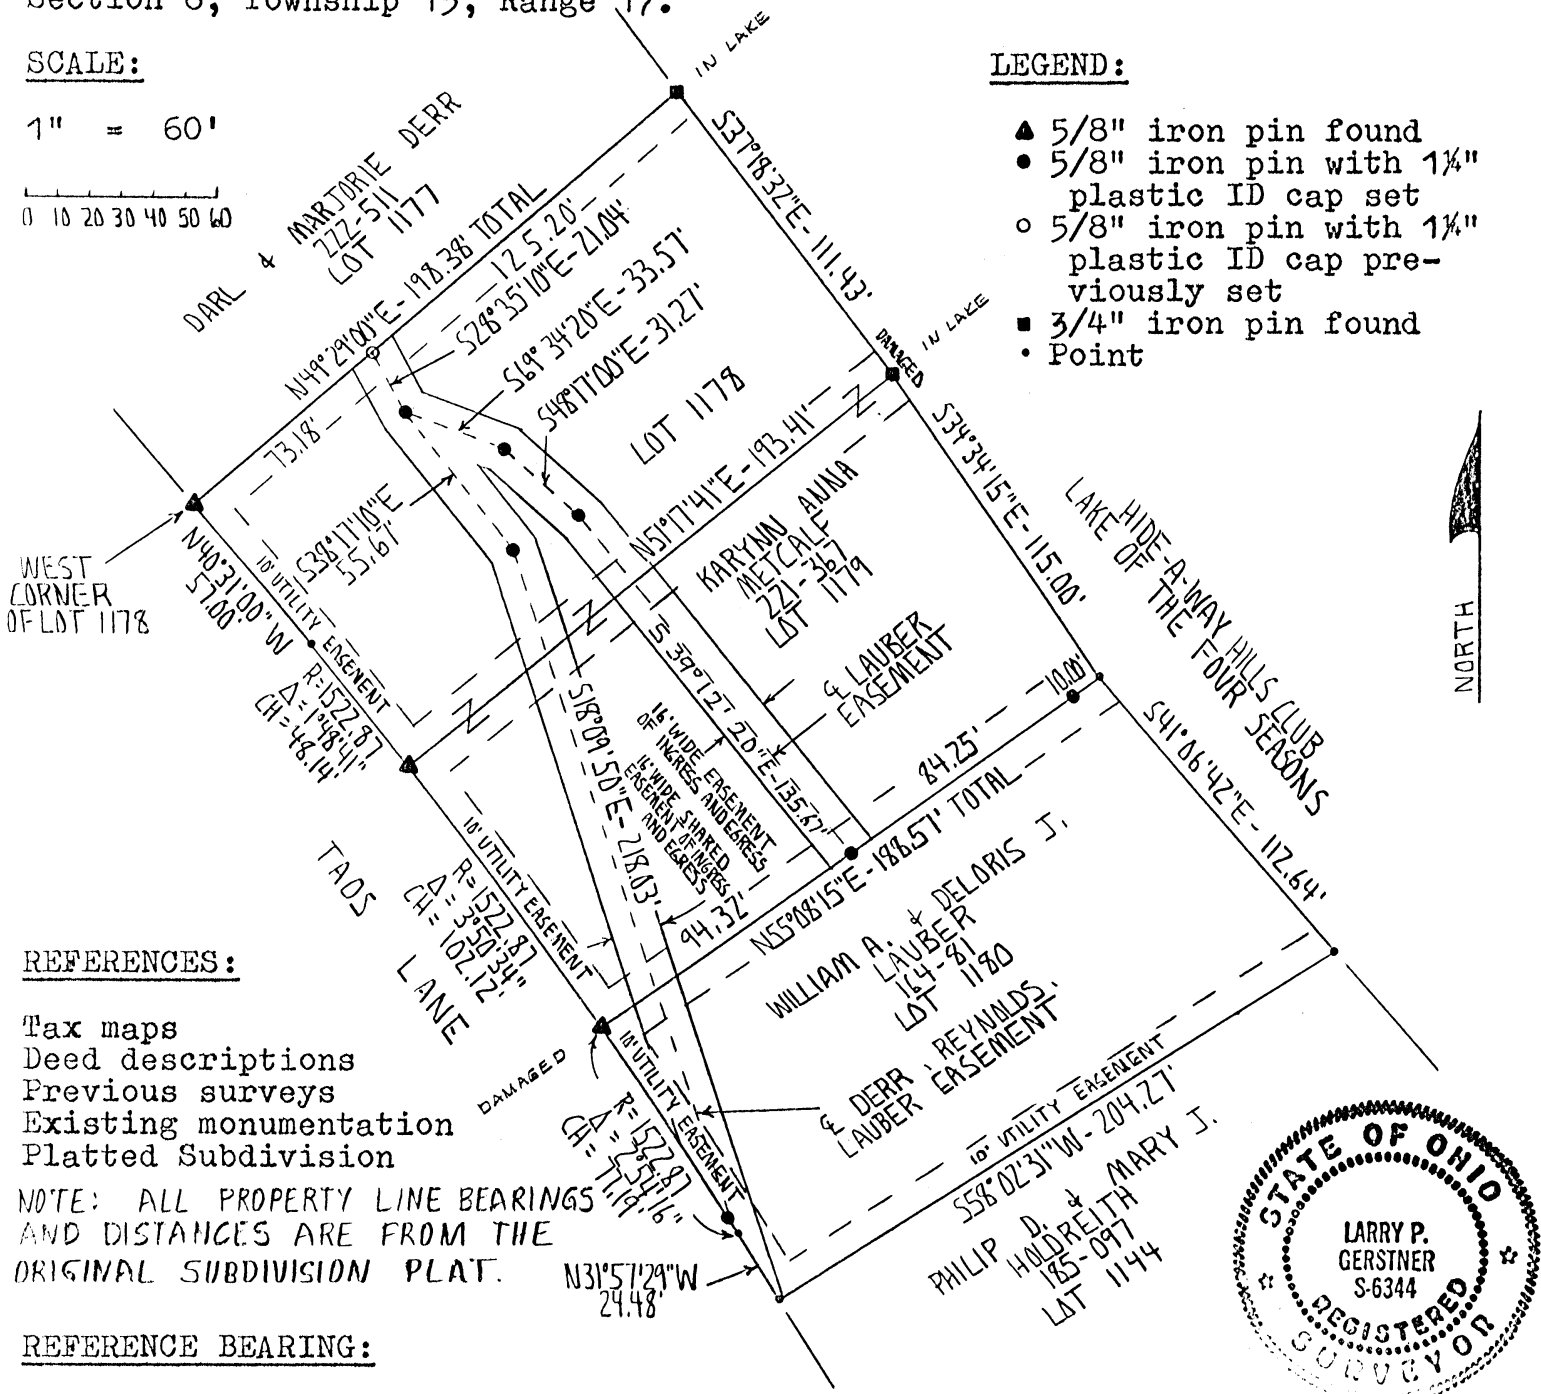 Section 8, Township 15, Range 17.
SCALE:
1" = 60'
0 10 20 30 40 50 60
LEGEND:
▲ 5/8" iron pin found
● 5/8" iron pin with 1¼"
plastic ID cap set
○ 5/8" iron pin with 1¼"
plastic ID cap pre-
viously set
■ 3/4" iron pin found
• Point
IN LAKE
DARL & MARJORIE DERR
222-511
LOT 1177
N49°29'00"E - 198.38' TOTAL
125.20'
S28°35'10"E - 21.04'
S69°34'20"E - 33.57'
S48°17'00"E - 31.27'
S37°18'32"E - 111.43'
73.18'
LOT 1178
DAMAGED
IN LAKE
N51°17'41"E - 193.41'
S38°17'10"E
55.67'
WEST
CORNER
OF LOT 1178
N40°31'00"W
57.00'
10' UTILITY EASEMENT
R=1522.87
Δ=1°48'41"
CH=48.14'
KARYNN ANNA
METCALF
221-367
LOT 1179
S34°34'15"E - 115.00'
HIDE-A-WAY HILLS CLUB
LAKE OF THE FOUR SEASONS
NORTH
℄ LAUBER
EASEMENT
S 39°12'20"E - 135.67'
S18°09'50"E - 218.03'
16' WIDE EASEMENT
OF INGRESS AND EGRESS
16' WIDE SHARED
EASEMENT OF INGRESS
AND EGRESS
10.00'
84.25'
94.32'
N55°08'15"E - 188.57' TOTAL
S41°06'42"E - 112.64'
TAOS LANE
10' UTILITY EASEMENT
R=1522.87
Δ=3°50'34"
CH=102.12'
WILLIAM A. & DELORIS J.
LAUBER
164-81
LOT 1180
℄ DERR, REYNOLDS,
LAUBER EASEMENT
DAMAGED
10' UTILITY EASEMENT
R=1522.87
Δ=2°54'16"
CH=77.19'
10' UTILITY EASEMENT
S58°02'31"W - 204.27'
PHILIP D. & MARY J.
HOLDREITH
185-097
LOT 1144
N31°57'29"W
24.48'
REFERENCES:
Tax maps
Deed descriptions
Previous surveys
Existing monumentation
Platted Subdivision
NOTE: ALL PROPERTY LINE BEARINGS
AND DISTANCES ARE FROM THE
ORIGINAL SUBDIVISION PLAT.
REFERENCE BEARING:
STATE OF OHIO
LARRY P.
GERSTNER
S-6344
REGISTERED
SURVEYOR